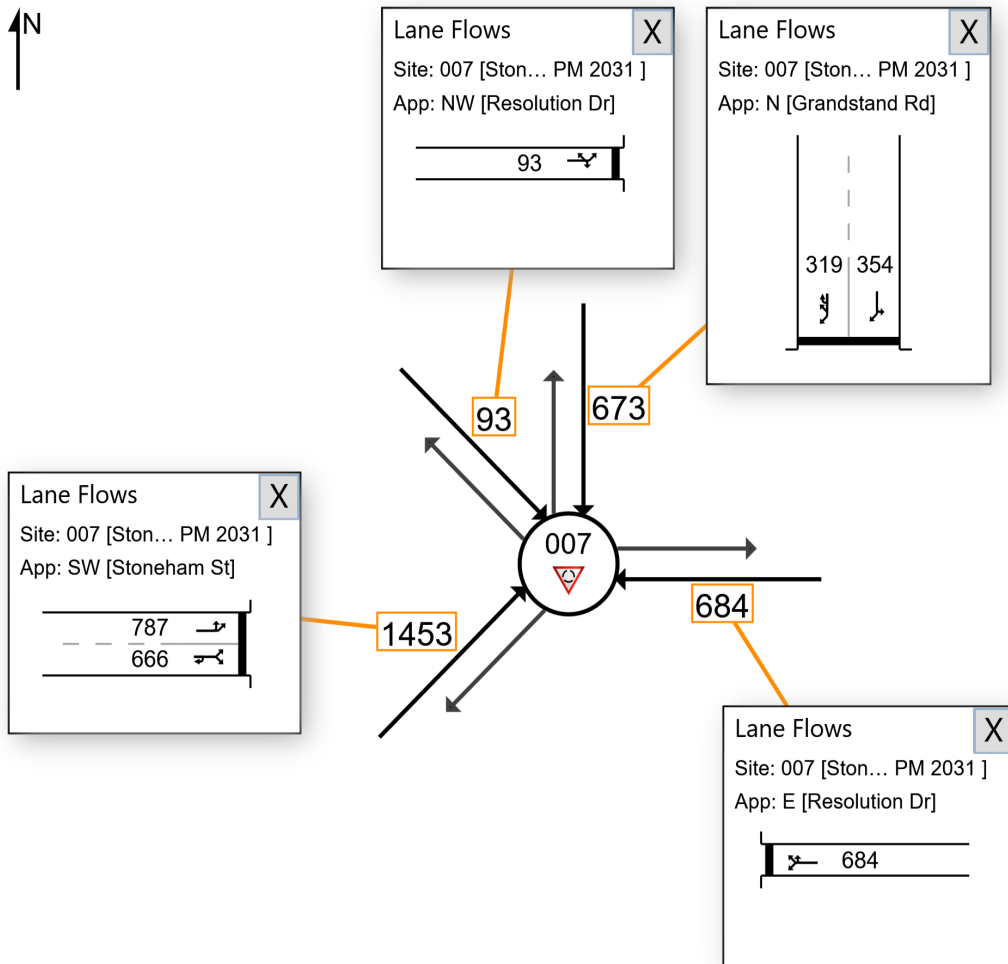 N
Lane Flows
X
Site: 007 [Ston... PM 2031 ]
App: NW [Resolution Dr]
93
Lane Flows
X
Site: 007 [Ston... PM 2031 ]
App: N [Grandstand Rd]
319 354
93
673
Lane Flows
X
Site: 007 [Ston... PM 2031 ]
App: SW [Stoneham St]
787
666
1453
007
684
Lane Flows
X
Site: 007 [Ston... PM 2031 ]
App: E [Resolution Dr]
684